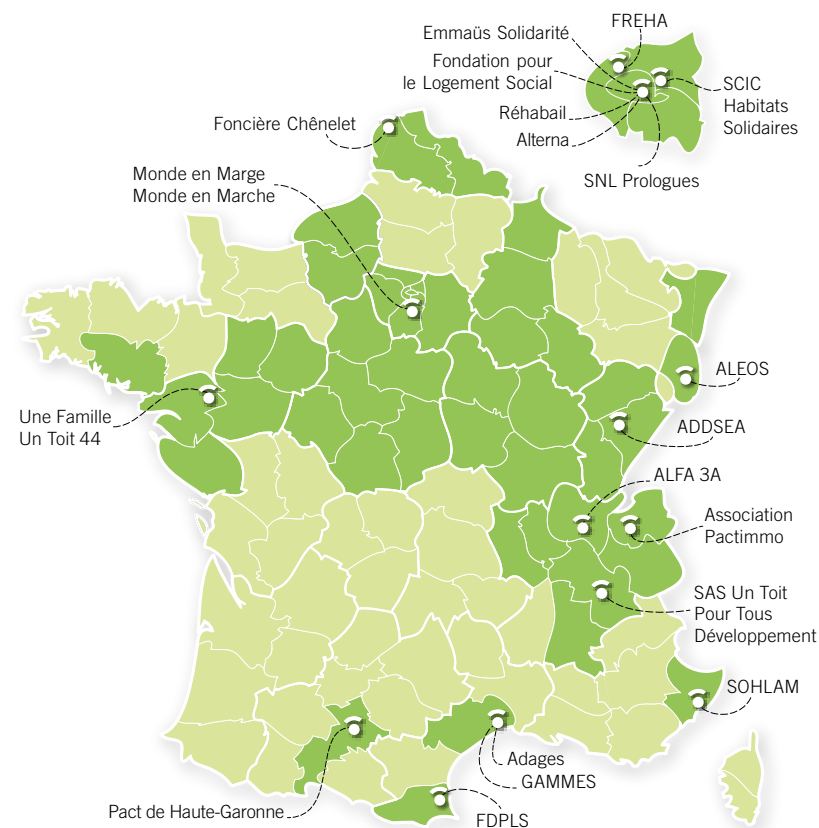 FREHA
Emmaüs Solidarité
Fondation pour
le Logement Social
SCIC
Habitats
Solidaires
Réhabail
Alterna
SNL Prologues
Foncière Chênelet
Monde en Marge
Monde en Marche
ALEOS
Une Famille
Un Toit 44
ADDSEA
ALFA 3A
Association
Pactimmo
SAS Un Toit
Pour Tous
Développement
SOHLAM
Adages
GAMMES
Pact de Haute-Garonne
FDPLS